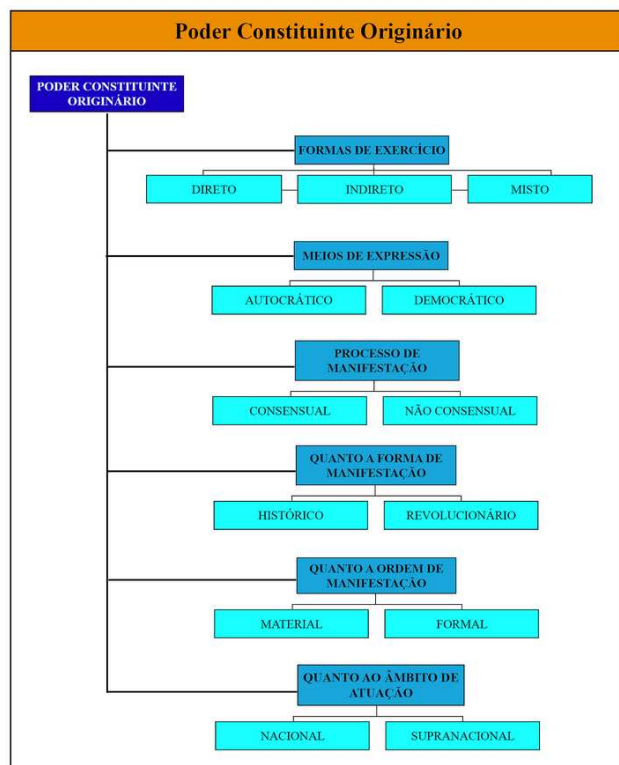 Poder Constituinte Originário
PODER CONSTITUINTE
ORIGINÁRIO
FORMAS DE EXERCÍCIO
DIRETO
INDIRETO
MISTO
MEIOS DE EXPRESSÃO
AUTOCRÁTICO
DEMOCRÁTICO
PROCESSO DE
MANIFESTAÇÃO
CONSENSUAL
NÃO CONSENSUAL
QUANTO A FORMA DE
MANIFESTAÇÃO
HISTÓRICO
REVOLUCIONÁRIO
QUANTO A ORDEM DE
MANIFESTAÇÃO
MATERIAL
FORMAL
QUANTO AO ÂMBITO DE
ATUAÇÃO
NACIONAL
SUPRANACIONAL